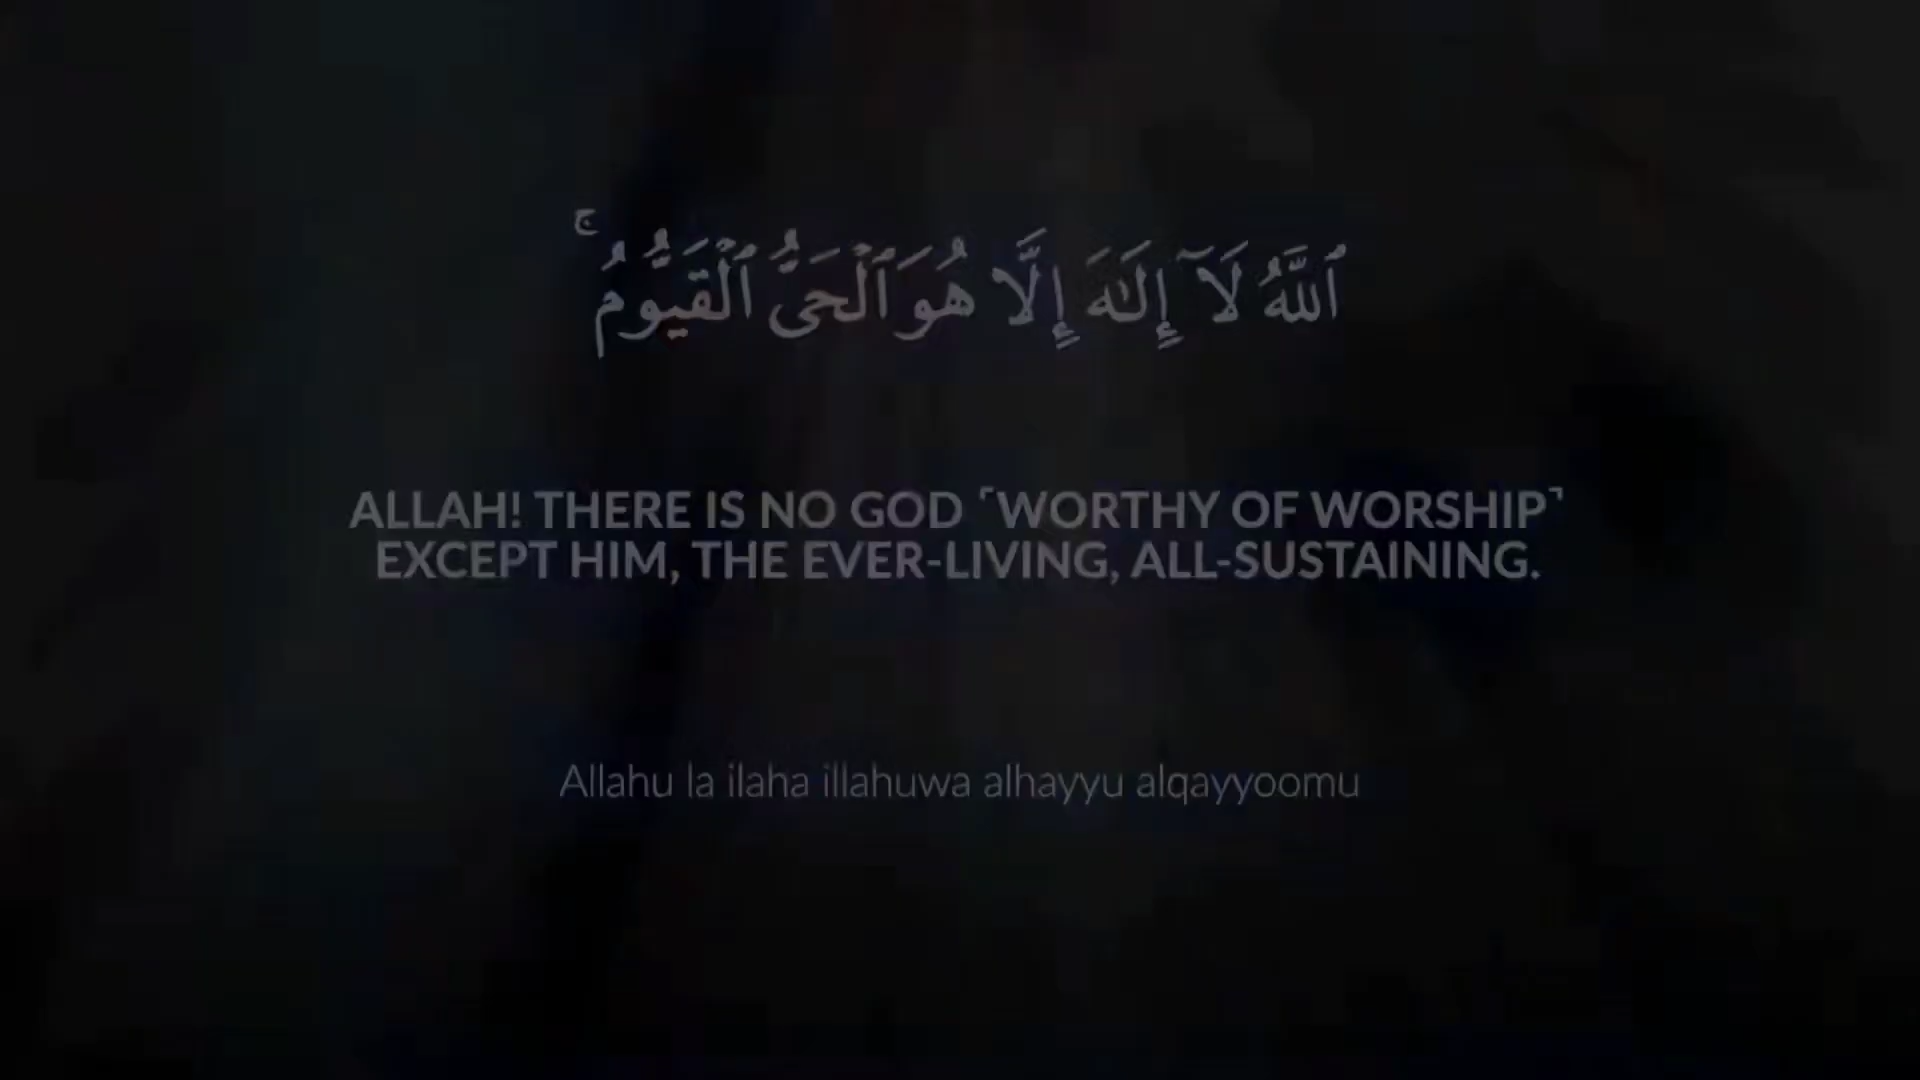 ٱللَّهُ لَآ إِلَـٰهَ إِلَّا هُوَ ٱلْحَىُّ ٱلْقَيُّومُ ۚ
ALLAH! THERE IS NO GOD ˹WORTHY OF WORSHIP˺
EXCEPT HIM, THE EVER-LIVING, ALL-SUSTAINING.
Allahu la ilaha illahuwa alhayyu alqayyoomu